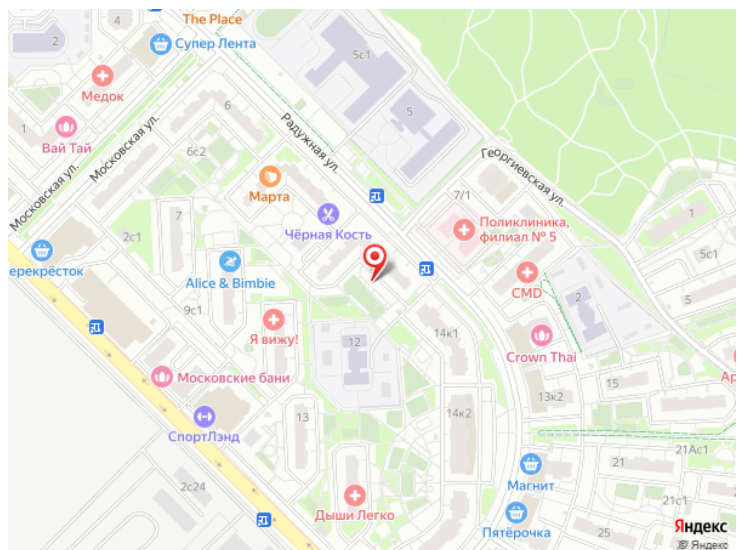 The Place
Супер Лента
4
2
5с1
Медок
6
5
1
Вай Тай
Московская ул.
Московская ул.
6с2
Радужная ул.
Георгиевская ул.
Марта
7/1
7
Чёрная Кость
Поликлиника,
филиал № 5
1
2с1
ерекрёсток
5с1
Alice & Bimbie
CMD
2
5
9с1
Я вижу!
12
14к1
Crown Thai
Московские бани
Ар
15
13к2
13
14к2
СпортЛэнд
21Ас1
21
Магнит
2с24
21с1
Дыши Легко
Пятёрочка
25
Яндекс
© Яндекс